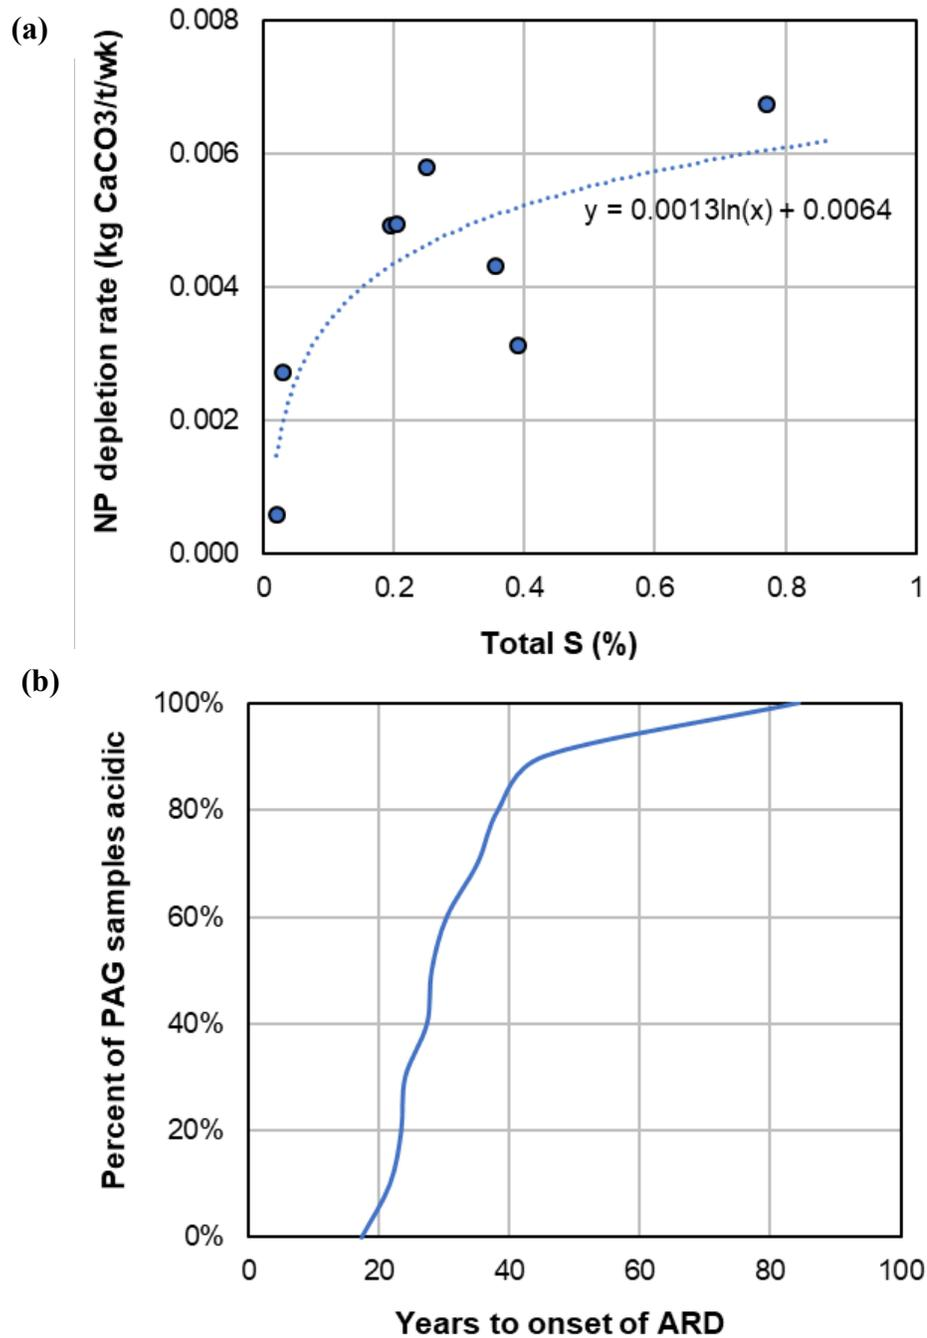 (a)
NP depletion rate (kg CaCO3/t/wk)
0.008
0.006
0.004
0.002
0.000
y = 0.0013ln(x) + 0.0064
0 0.2 0.4 0.6 0.8 1
Total S (%)
(b)
Percent of PAG samples acidic
100%
80%
60%
40%
20%
0%
0 20 40 60 80 100
Years to onset of ARD